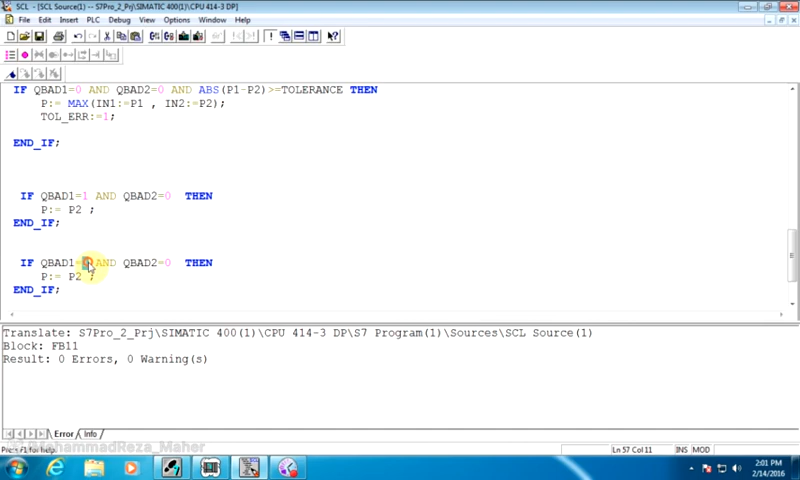 SCL - [SCL Source(1) -- S7Pro_2_Prj\SIMATIC 400(1)\CPU 414-3 DP]
File Edit Insert PLC Debug View Options Window Help
IF QBAD1=0 AND QBAD2=0 AND ABS(P1-P2)>=TOLERANCE THEN
P:= MAX(IN1:=P1 , IN2:=P2);
TOL_ERR:=1;
END_IF;
IF QBAD1=1 AND QBAD2=0 THEN
P:= P2 ;
END_IF;
IF QBAD1= AND QBAD2=0 THEN
P:= P2 ;
END_IF;
Translate: S7Pro_2_Prj\SIMATIC 400(1)\CPU 414-3 DP\S7 Program(1)\Sources\SCL Source(1)
Block: FB11
Result: 0 Errors, 0 Warning(s)
Error Info
MohammadReza_Maher
Press F1 for help. Ln 57 Col 11 INS MOD
2:01 PM
2/14/2016